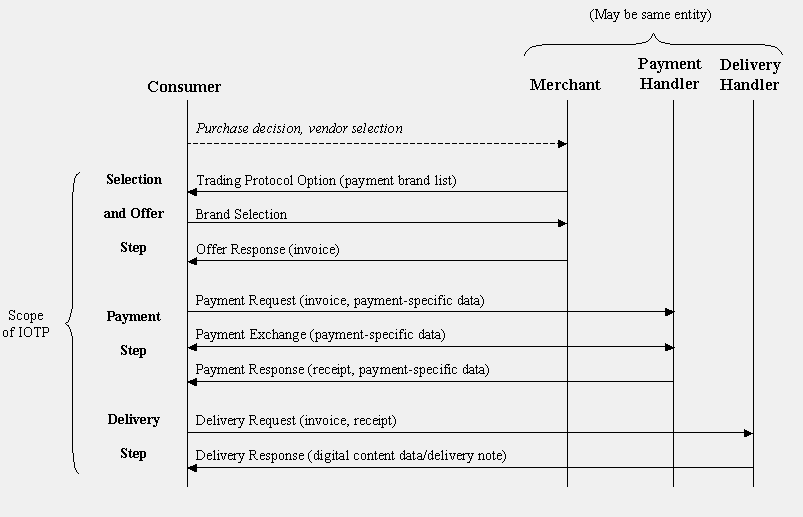 (May be same entity)
Consumer
Merchant
Payment
Handler
Delivery
Handler
Purchase decision, vendor selection
Scope
of IOTP
Selection
and Offer
Step
Trading Protocol Option (payment brand list)
Brand Selection
Offer Response (invoice)
Payment
Step
Payment Request (invoice, payment-specific data)
Payment Exchange (payment-specific data)
Payment Response (receipt, payment-specific data)
Delivery
Step
Delivery Request (invoice, receipt)
Delivery Response (digital content data/delivery note)